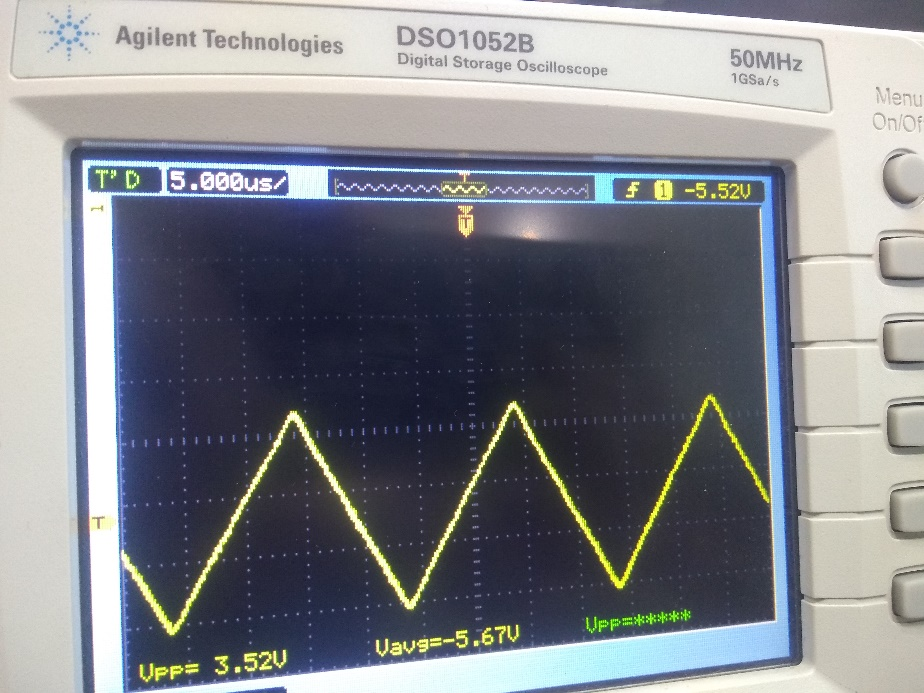 Agilent Technologies
DSO1052B
Digital Storage Oscilloscope
50MHz
1GSa/s
Menu
On/Of
T'D
5.000us/
T
1 -5.52V
T
T
Vpp= 3.52V
Vavg=-5.67V
Vpp=*****